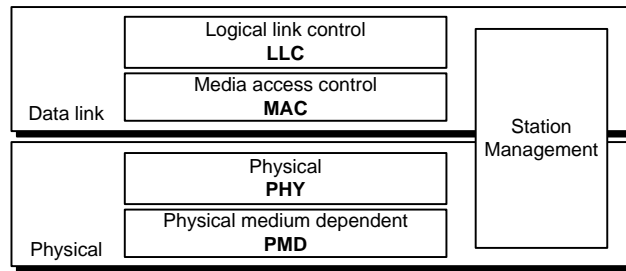 Logical link control
LLC
Media access control
MAC
Data link
Station
Management
Physical
PHY
Physical medium dependent
PMD
Physical